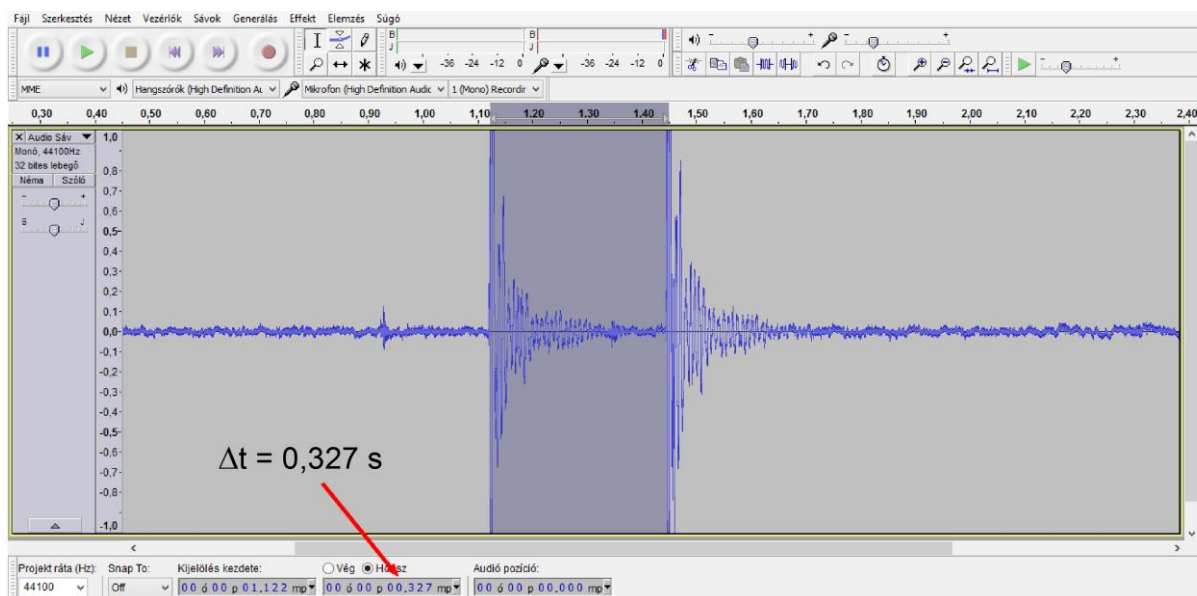 Fájl Szerkesztés Nézet Vezérlők Sávok Generálás Effekt Elemzés Súgó
B J
-36 -24 -12 0
B J
-36 -24 -12 0
- +
- +
- +
MME
Hangszórók (High Definition Au
Mikrofon (High Definition Audic
1 (Mono) Recordir
0,30 0,40 0,50 0,60 0,70 0,80 0,90 1,00 1,10 1,20 1,30 1,40 1,50 1,60 1,70 1,80 1,90 2,00 2,10 2,20 2,30 2,40
X Audio Sáv
Monó, 44100Hz
32 bites lebegő
Néma Szóló
- +
B J
1,0
0,8
0,7
0,6
0,5
0,4
0,3
0,2
0,1
0,0
-0,1
-0,2
-0,3
-0,4
-0,5
-0,6
-0,7
-0,8
-1,0
Δt = 0,327 s
Projekt ráta (Hz): Snap To: Kijelölés kezdete: Vég Audió pozíció:
44100 Off 00 ó 00 p 01,122 mp 00 ó 00 p 00,327 mp 00 ó 00 p 00,000 mp